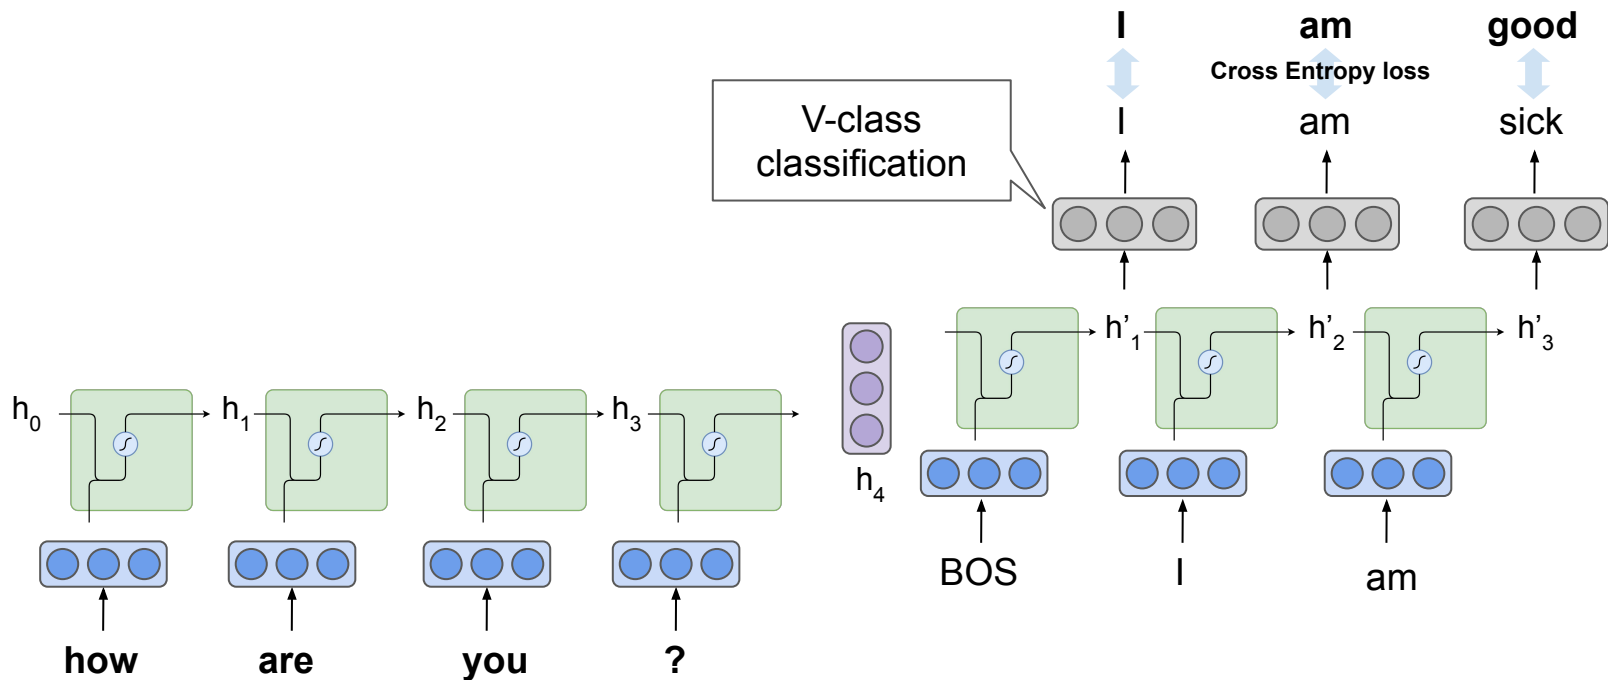 I am good
Cross Entropy loss
V-class
classification
I am sick
h'1 h'2 h'3
h0 h1 h2 h3
h4
BOS I am
how are you ?